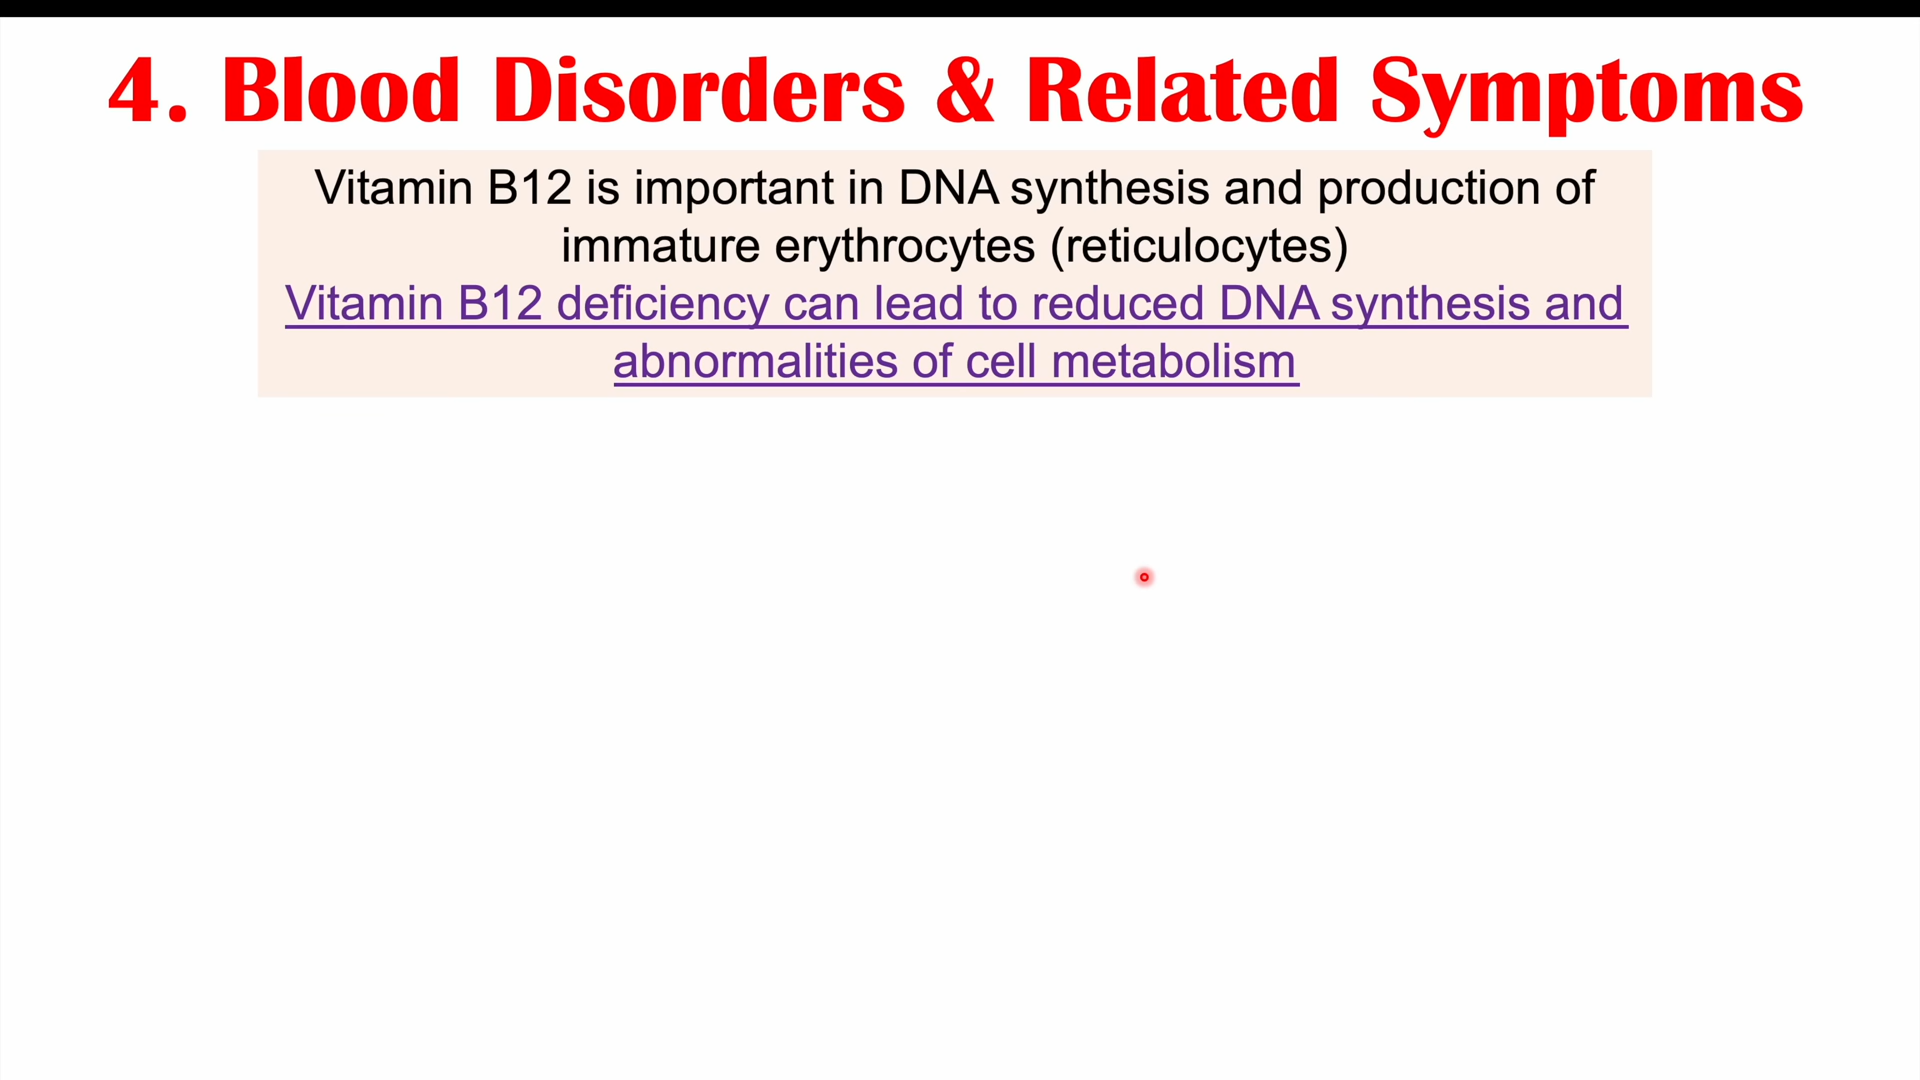 4. Blood Disorders & Related Symptoms
Vitamin B12 is important in DNA synthesis and production of
immature erythrocytes (reticulocytes)
Vitamin B12 deficiency can lead to reduced DNA synthesis and
abnormalities of cell metabolism